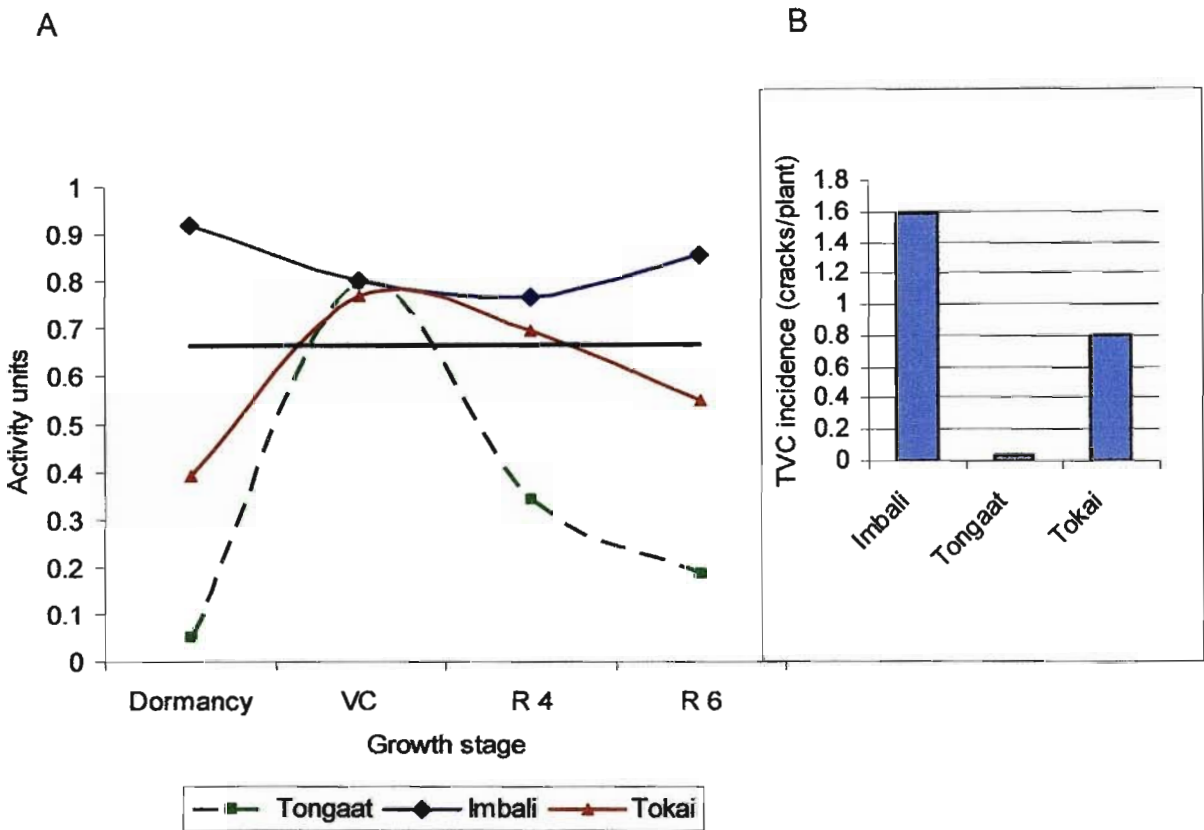 A
B
Activity units
1
0.9
0.8
0.7
0.6
0.5
0.4
0.3
0.2
0.1
0
Dormancy VC R 4 R 6
Growth stage
Tongaat Imbali Tokai
TVC incidence (cracks/plant)
1.8
1.6
1.4
1.2
1
0.8
0.6
0.4
0.2
0
Imbali Tongaat Tokai